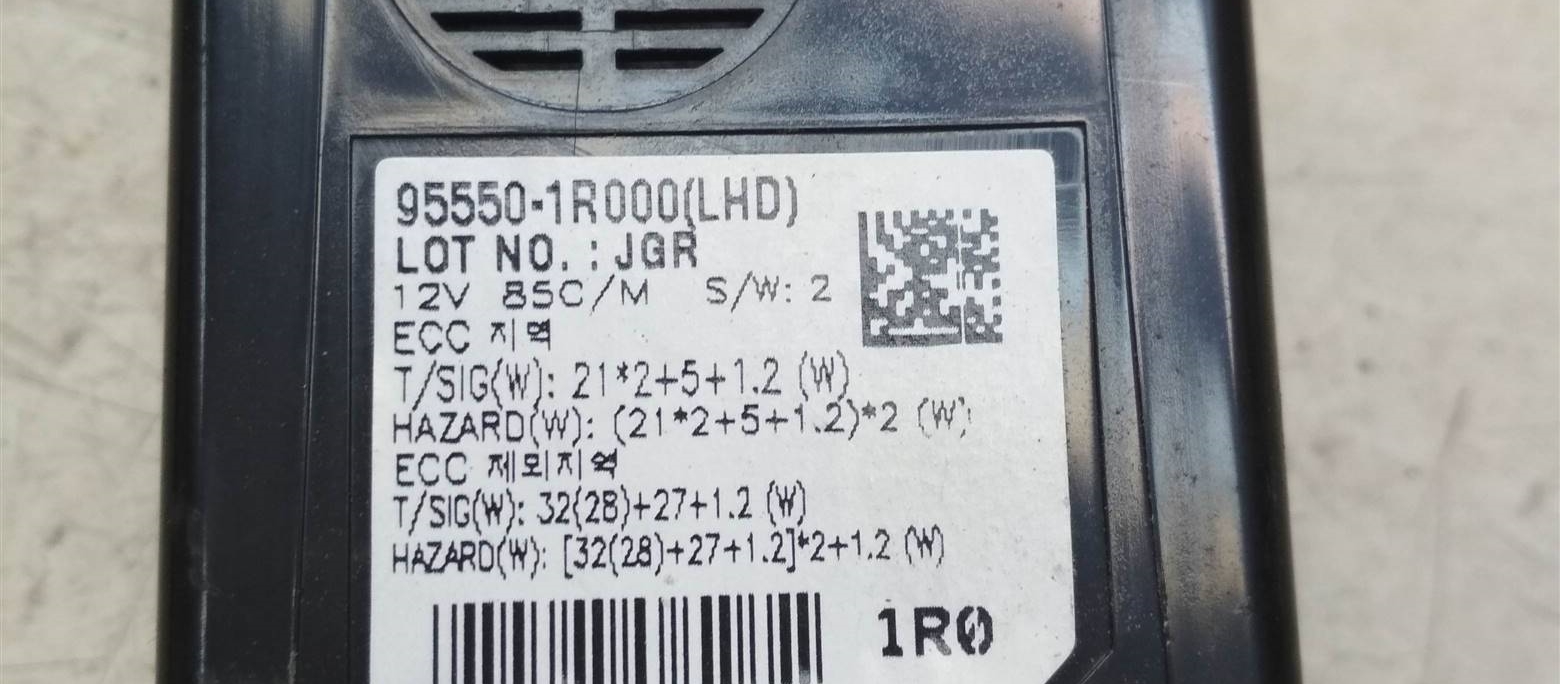 95550-1R000(LHD)
LOT NO. : JGR
12V 85C/M S/W: 2
ECC 지역
T/SIG(W): 21*2+5+1.2 (W)
HAZARD(W): (21*2+5+1.2)*2 (W)
ECC 제외지역
T/SIG(W): 32(28)+27+1.2 (W)
HAZARD(W): [32(28)+27+1.2]*2+1.2 (W)
1R0